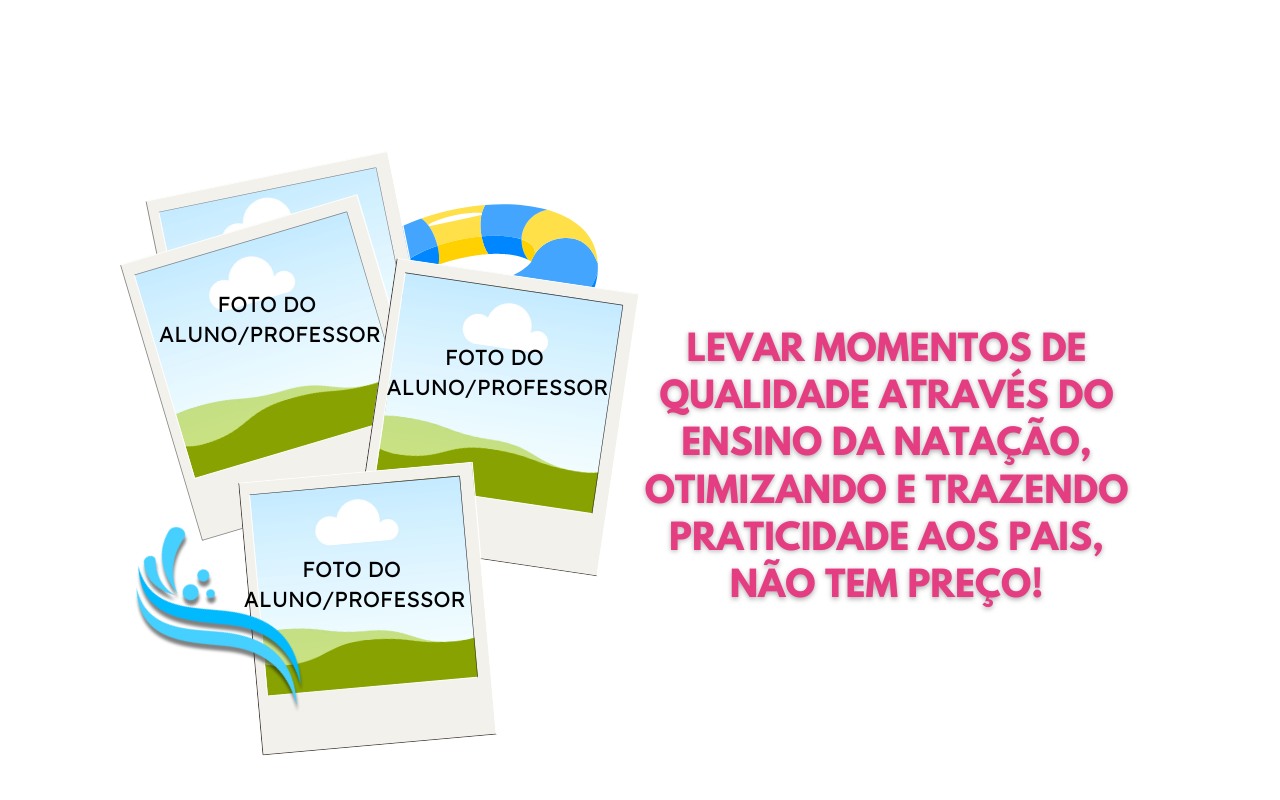 FOTO DO
ALUNO/PROFESSOR
FOTO DO
ALUNO/PROFESSOR
FOTO DO
ALUNO/PROFESSOR
LEVAR MOMENTOS DE
QUALIDADE ATRAVÉS DO
ENSINO DA NATAÇÃO,
OTIMIZANDO E TRAZENDO
PRATICIDADE AOS PAIS,
NÃO TEM PREÇO!